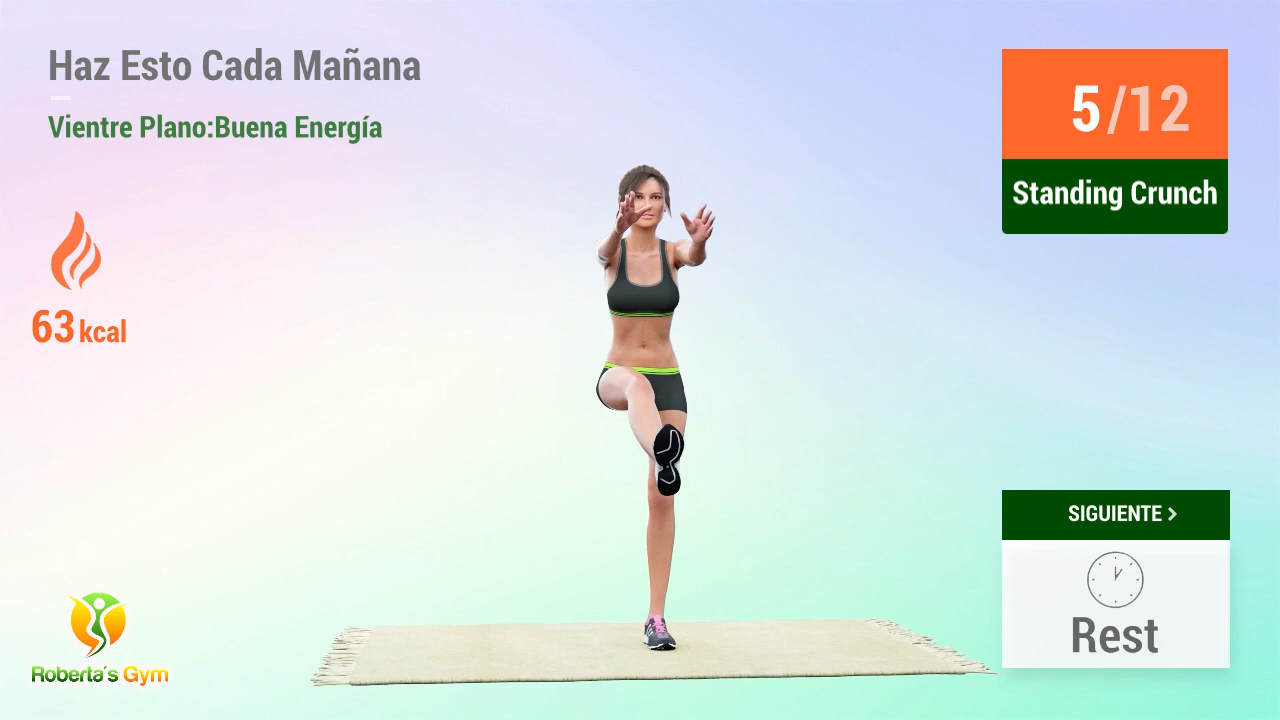 Haz Esto Cada Mañana
Vientre Plano:Buena Energía
63 kcal
5/12
Standing Crunch
SIGUIENTE >
Rest
Roberta´s Gym